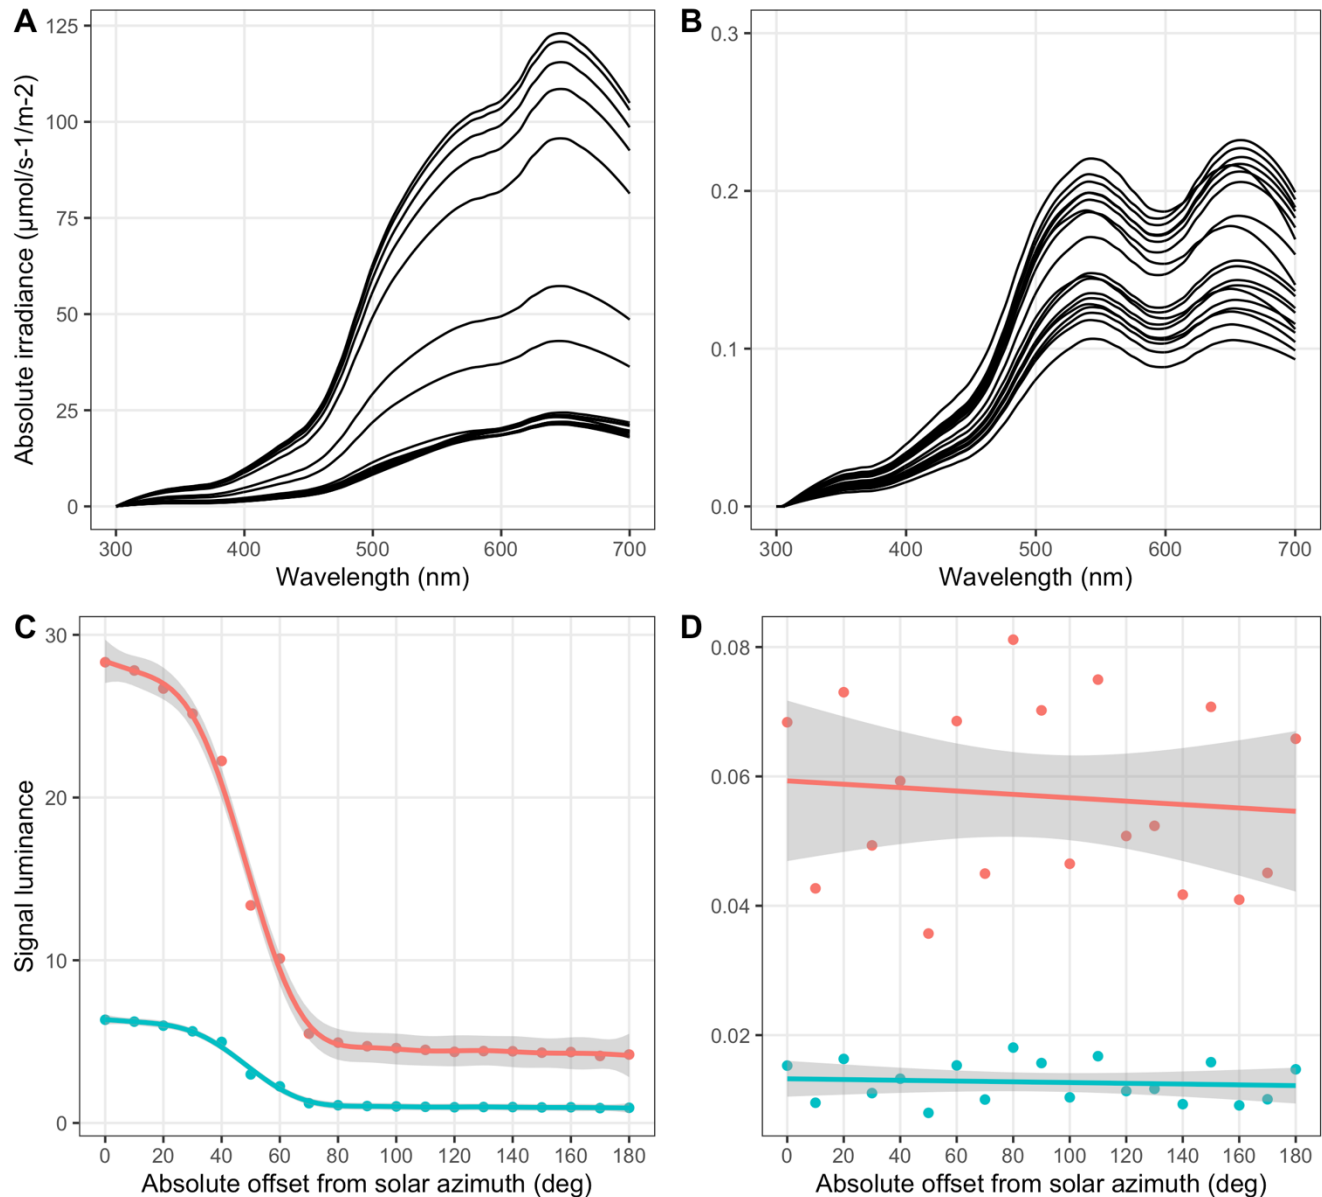 A
B
Absolute irradiance (µmol/s-1/m-2)
125
100
75
50
25
0
300 400 500 600 700
Wavelength (nm)
0.3
0.2
0.1
0.0
300 400 500 600 700
Wavelength (nm)
C
D
Signal luminance
30
20
10
0
0 20 40 60 80 100 120 140 160 180
Absolute offset from solar azimuth (deg)
0.08
0.06
0.04
0.02
0 20 40 60 80 100 120 140 160 180
Absolute offset from solar azimuth (deg)